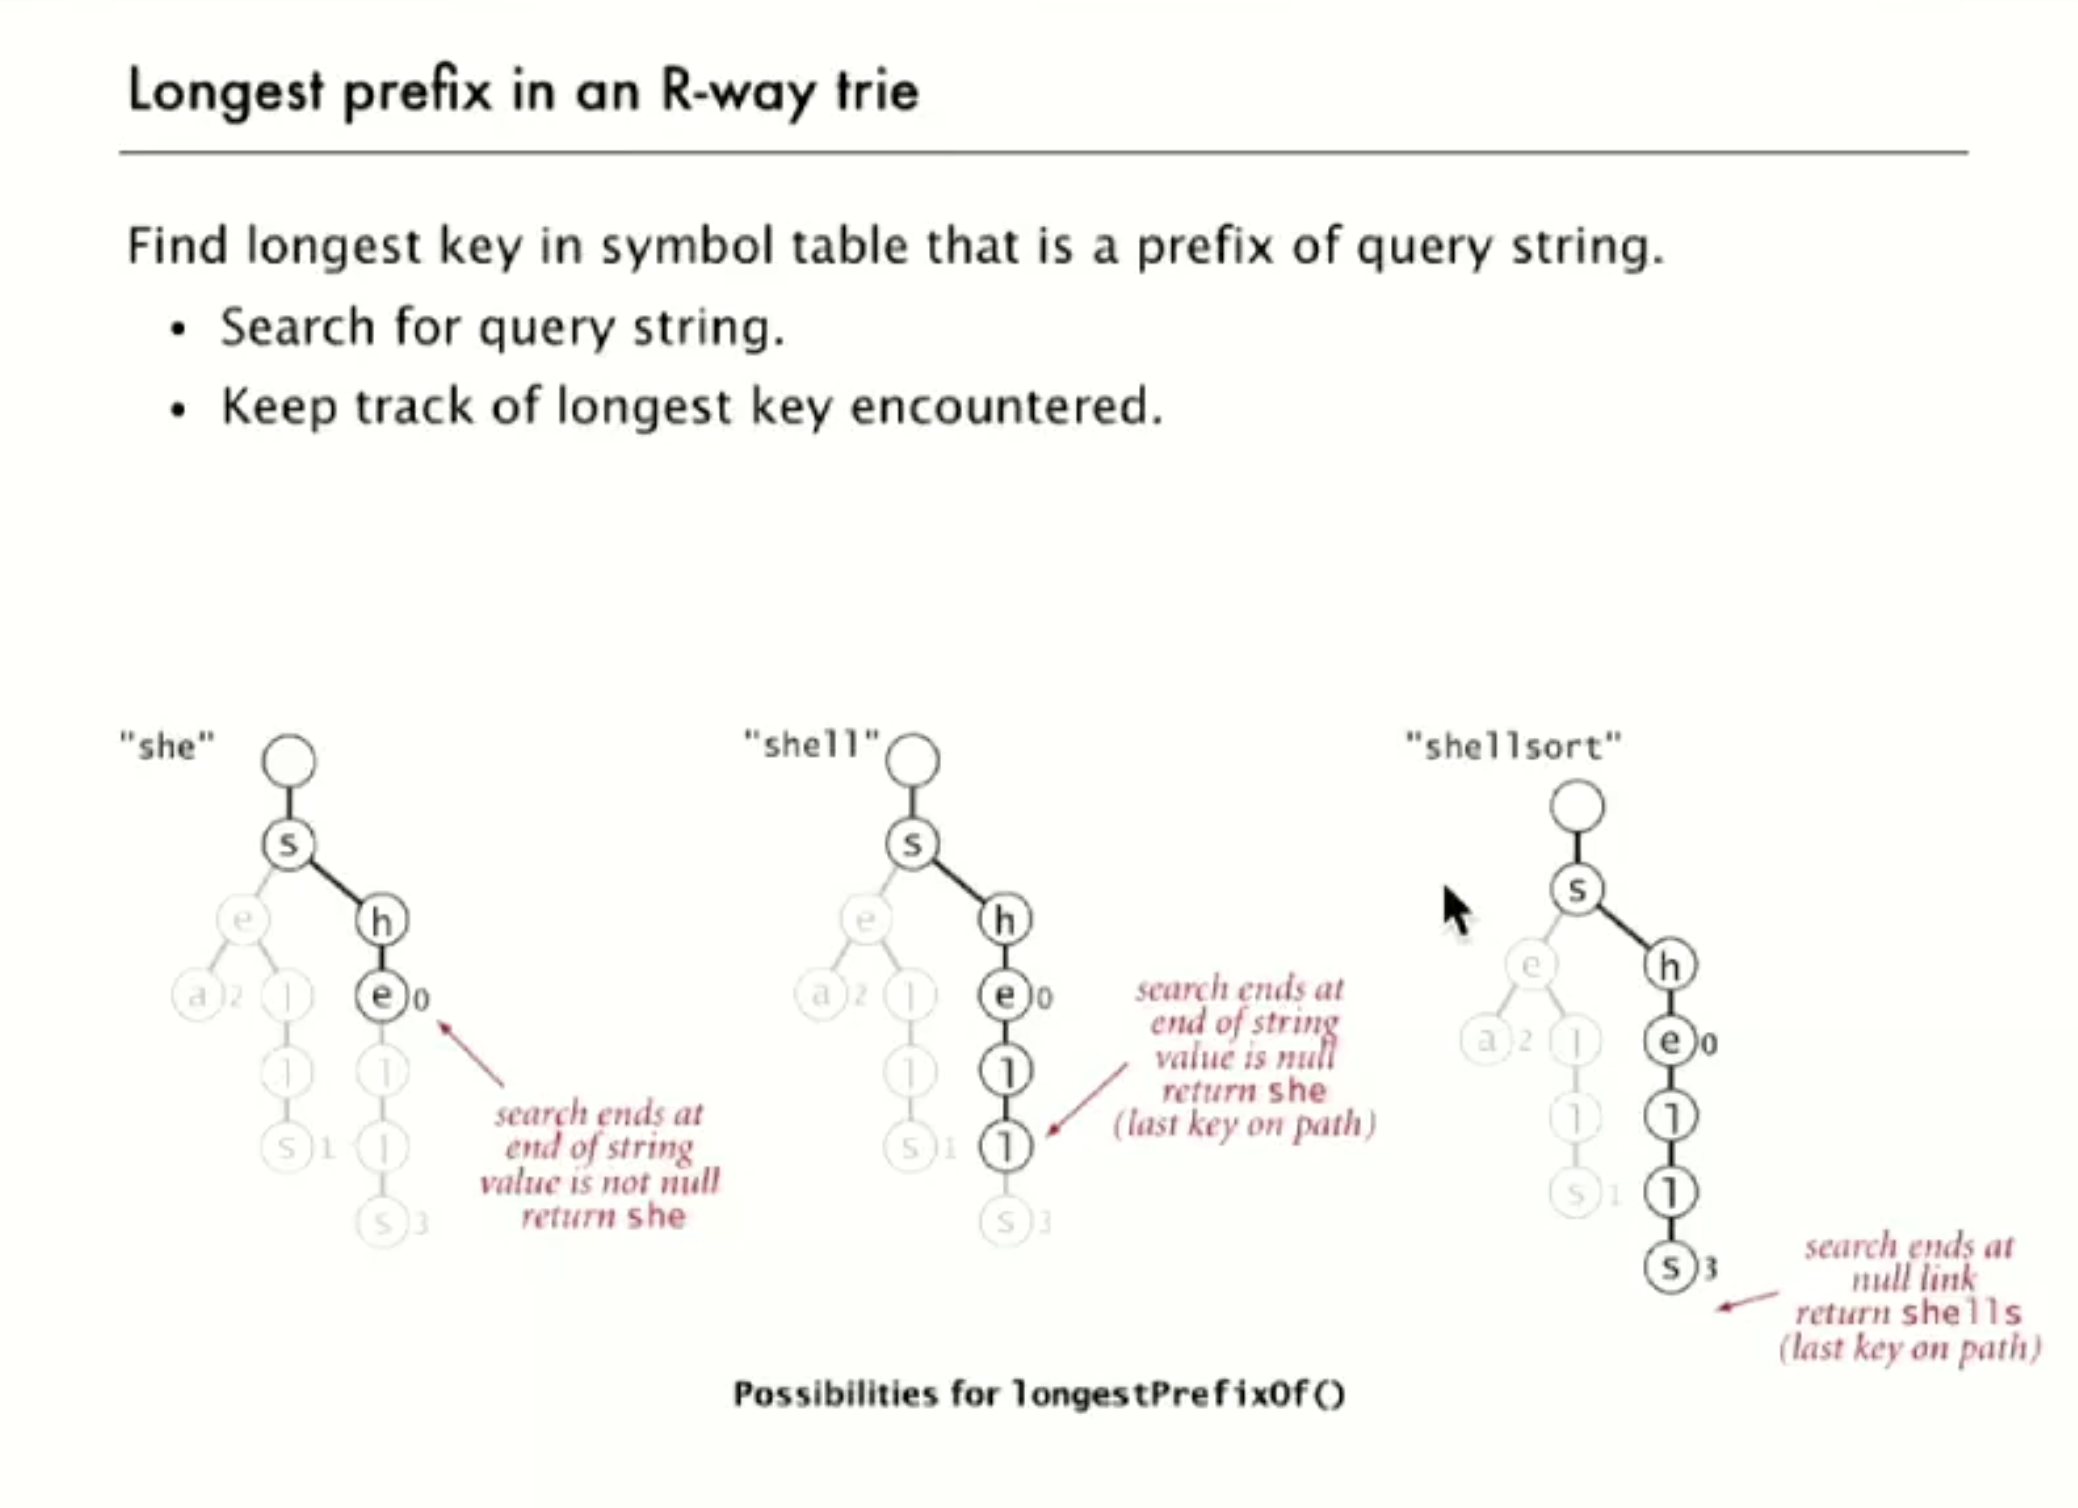 Longest prefix in an R-way trie
Find longest key in symbol table that is a prefix of query string.
• Search for query string.
• Keep track of longest key encountered.
"she"
s
e
h
a 2
l
e 0
l
l
s 1
l
s 3
search ends at
end of string
value is not null
return she
"shell"
s
e
h
a 2
l
e 0
l
l
s 1
l
s 3
search ends at
end of string
value is null
return she
(last key on path)
"shellsort"
s
e
h
a 2
l
e 0
l
l
s 1
l
s 3
search ends at
null link
return shells
(last key on path)
Possibilities for longestPrefixOf()